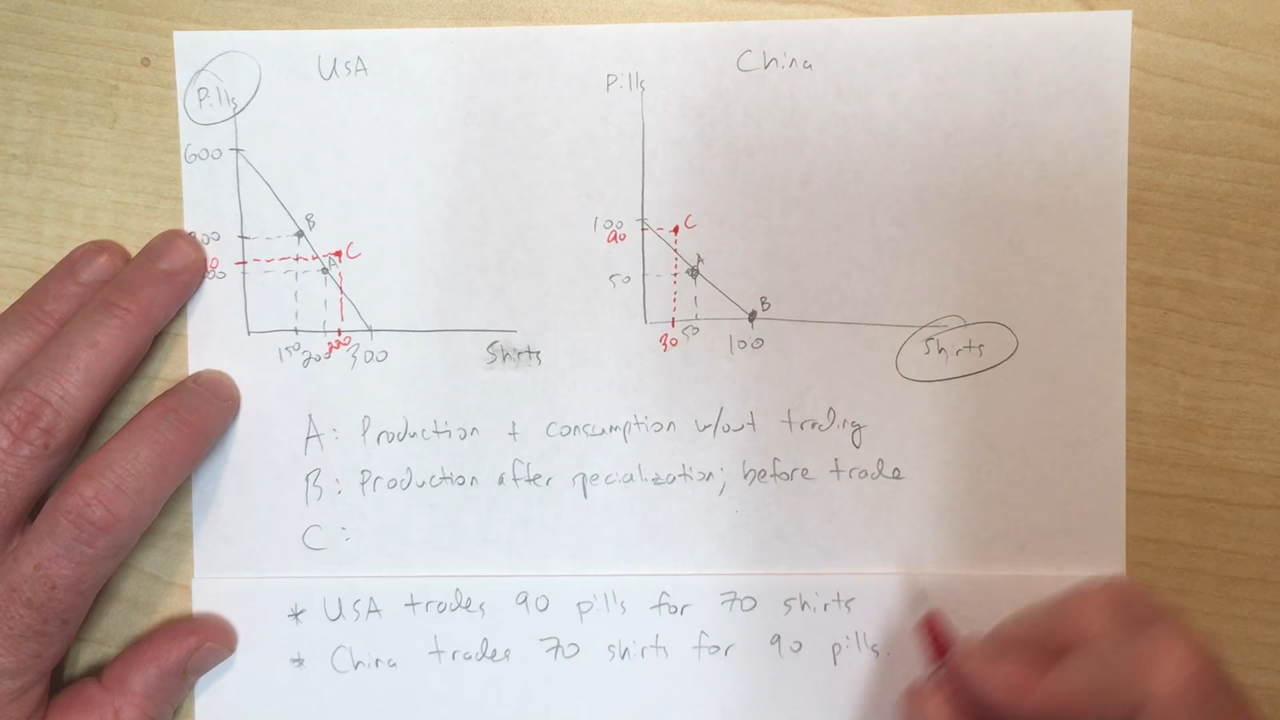 USA
China
Pills
Pills
600
B
C
A
150
200
220
300
Shirts
100
90
C
50
A
B
30
50
100
Shirts
A: Production + consumption w/out trading
B: Production after specialization; before trade
C:
* USA trades 90 pills for 70 shirts
* China trades 70 shirts for 90 pills.